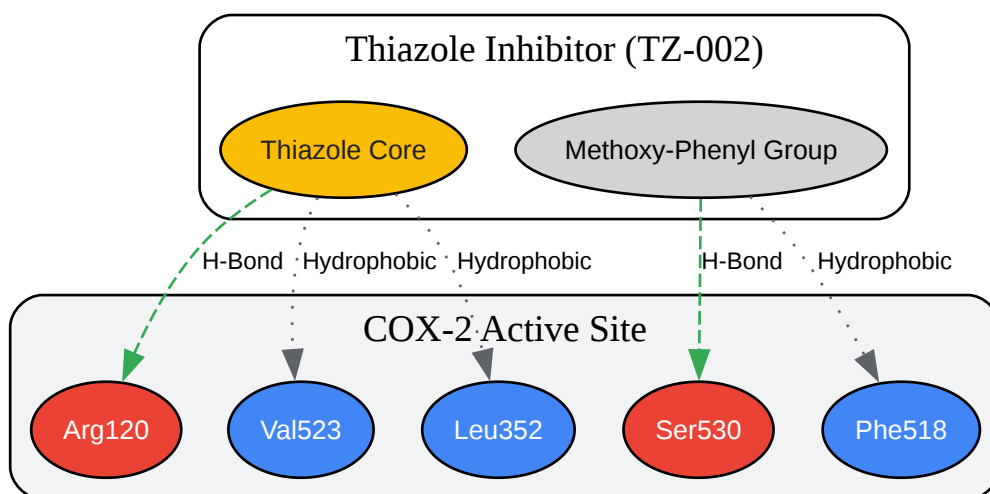 Thiazole Inhibitor (TZ-002)
Thiazole Core
Methoxy-Phenyl Group
H-Bond
Hydrophobic
Hydrophobic
H-Bond
Hydrophobic
COX-2 Active Site
Arg120
Val523
Leu352
Ser530
Phe518